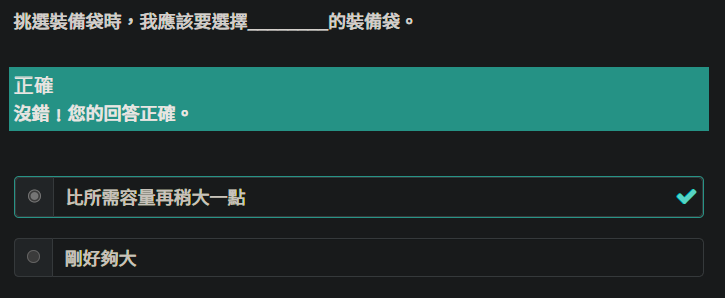 挑選裝備袋時，我應該要選擇_________的裝備袋。
正確
沒錯！您的回答正確。
比所需容量再稍大一點
剛好夠大